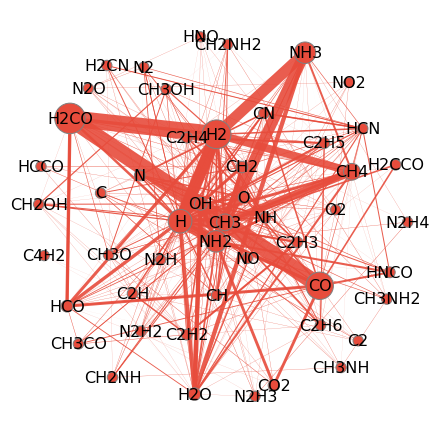 HNO
CH2NH2
NH3
H2CN
N2
NO2
N2O
CH3OH
CN
H2CO
H2
HCN
C2H4
C2H5
HCCO
CH2
CH4
H2CCO
N
C
CH2OH
OH
O
O2
H
CH3
NH
N2H4
NH2
C2H3
C4H2
CH3O
N2H
NO
HNCO
CO
C2H
CH
CH3NH2
HCO
C2H6
N2H2
C2H2
C2
CH3CO
CH3NH
CH2NH
CO2
H2O
N2H3